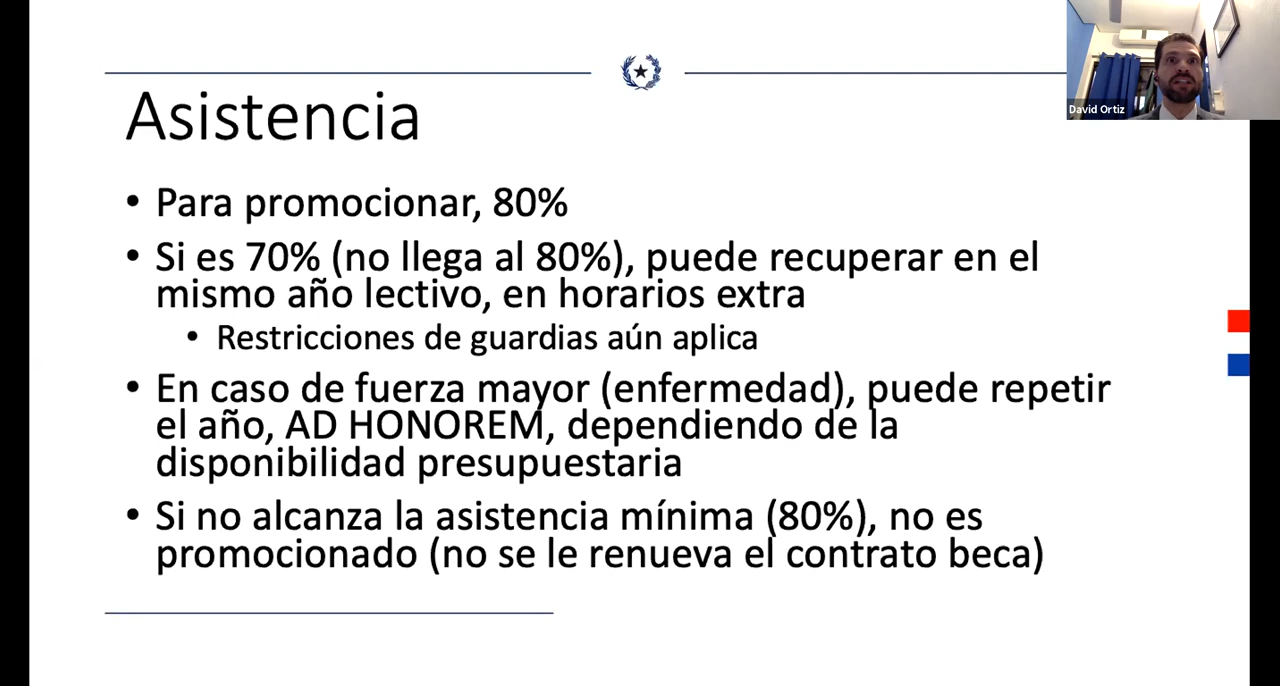 Asistencia
• Para promocionar, 80%
• Si es 70% (no llega al 80%), puede recuperar en el
mismo año lectivo, en horarios extra
• Restricciones de guardias aún aplica
• En caso de fuerza mayor (enfermedad), puede repetir
el año, AD HONOREM, dependiendo de la
disponibilidad presupuestaria
• Si no alcanza la asistencia mínima (80%), no es
promocionado (no se le renueva el contrato beca)
David Ortiz